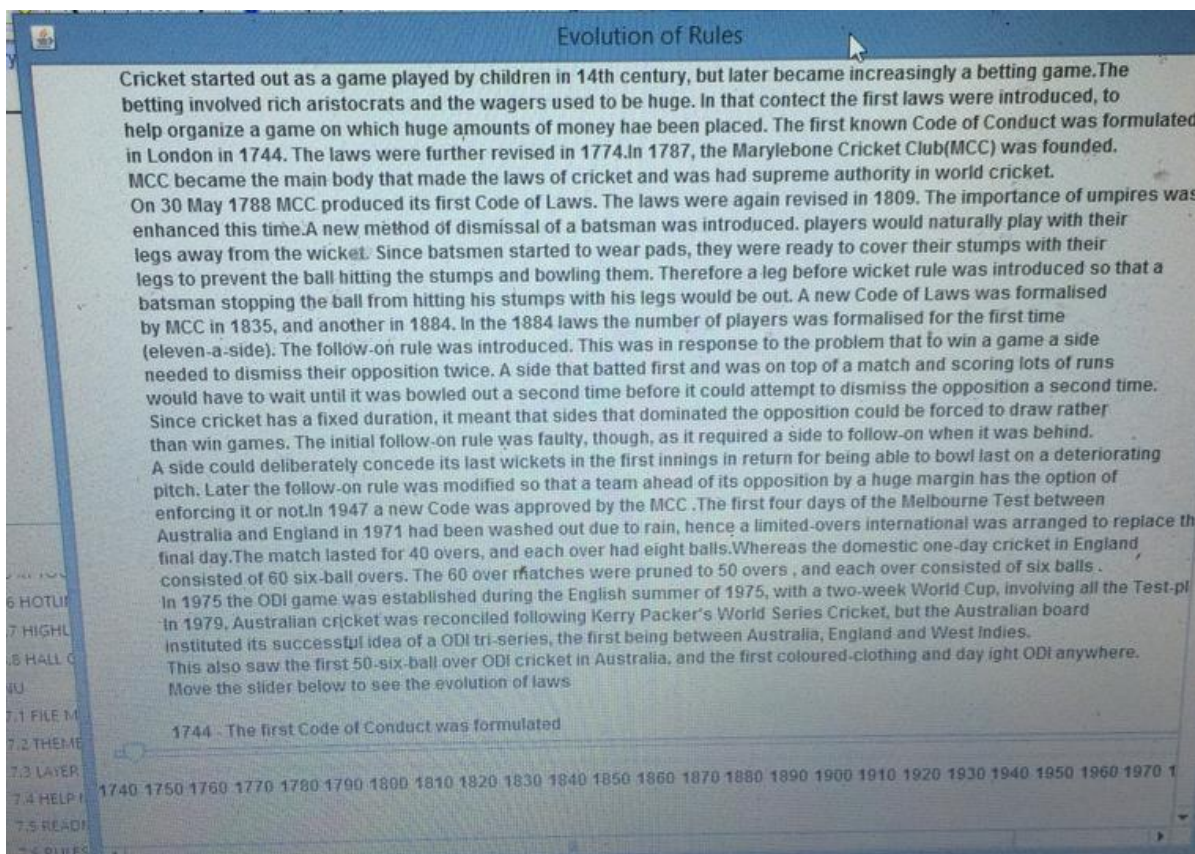 Evolution of Rules
Cricket started out as a game played by children in 14th century, but later became increasingly a betting game.The
betting involved rich aristocrats and the wagers used to be huge. In that contect the first laws were introduced, to
help organize a game on which huge amounts of money hae been placed. The first known Code of Conduct was formulated
in London in 1744. The laws were further revised in 1774.In 1787, the Marylebone Cricket Club(MCC) was founded.
MCC became the main body that made the laws of cricket and was had supreme authority in world cricket.
On 30 May 1788 MCC produced its first Code of Laws. The laws were again revised in 1809. The importance of umpires was
enhanced this time.A new method of dismissal of a batsman was introduced. players would naturally play with their
legs away from the wicket. Since batsmen started to wear pads, they were ready to cover their stumps with their
legs to prevent the ball hitting the stumps and bowling them. Therefore a leg before wicket rule was introduced so that a
batsman stopping the ball from hitting his stumps with his legs would be out. A new Code of Laws was formalised
by MCC in 1835, and another in 1884. In the 1884 laws the number of players was formalised for the first time
(eleven-a-side). The follow-on rule was introduced. This was in response to the problem that to win a game a side
needed to dismiss their opposition twice. A side that batted first and was on top of a match and scoring lots of runs
would have to wait until it was bowled out a second time before it could attempt to dismiss the opposition a second time.
Since cricket has a fixed duration, it meant that sides that dominated the opposition could be forced to draw rather
than win games. The initial follow-on rule was faulty, though, as it required a side to follow-on when it was behind.
A side could deliberately concede its last wickets in the first innings in return for being able to bowl last on a deteriorating
pitch. Later the follow-on rule was modified so that a team ahead of its opposition by a huge margin has the option of
enforcing it or not.In 1947 a new Code was approved by the MCC .The first four days of the Melbourne Test between
Australia and England in 1971 had been washed out due to rain, hence a limited-overs international was arranged to replace th
final day.The match lasted for 40 overs, and each over had eight balls.Whereas the domestic one-day cricket in England
consisted of 60 six-ball overs. The 60 over matches were pruned to 50 overs , and each over consisted of six balls .
In 1975 the ODI game was established during the English summer of 1975, with a two-week World Cup, involving all the Test-pl
In 1979, Australian cricket was reconciled following Kerry Packer's World Series Cricket, but the Australian board
instituted its successful idea of a ODI tri-series, the first being between Australia, England and West Indies.
This also saw the first 50-six-ball over ODI cricket in Australia, and the first coloured-clothing and day ight ODI anywhere.
Move the slider below to see the evolution of laws
1744 - The first Code of Conduct was formulated
1740 1750 1760 1770 1780 1790 1800 1810 1820 1830 1840 1850 1860 1870 1880 1890 1900 1910 1920 1930 1940 1950 1960 1970 1
6 HOTLI
7 HIGHL
.8 HALL O
NU
7.1 FILE M
7.2 THEME
7.3 LAYER
7.4 HELP
7.5 READ